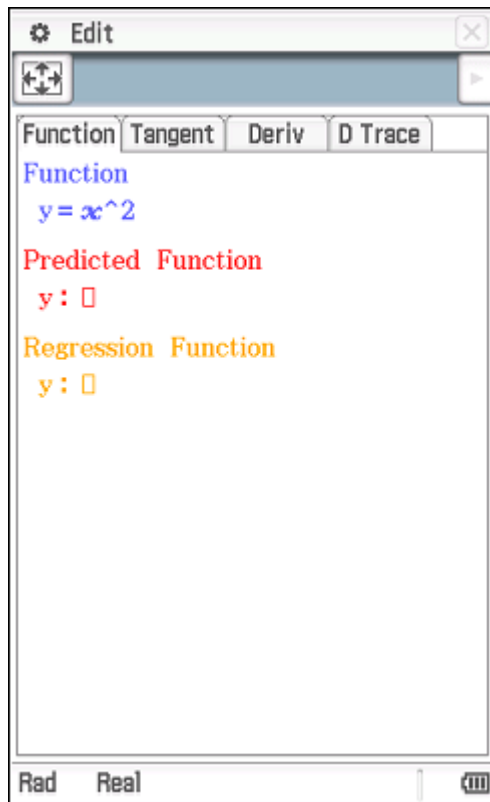 Edit
Function Tangent Deriv D Trace
Function
y=x^2
Predicted Function
y:▯
Regression Function
y:▯
Rad Real